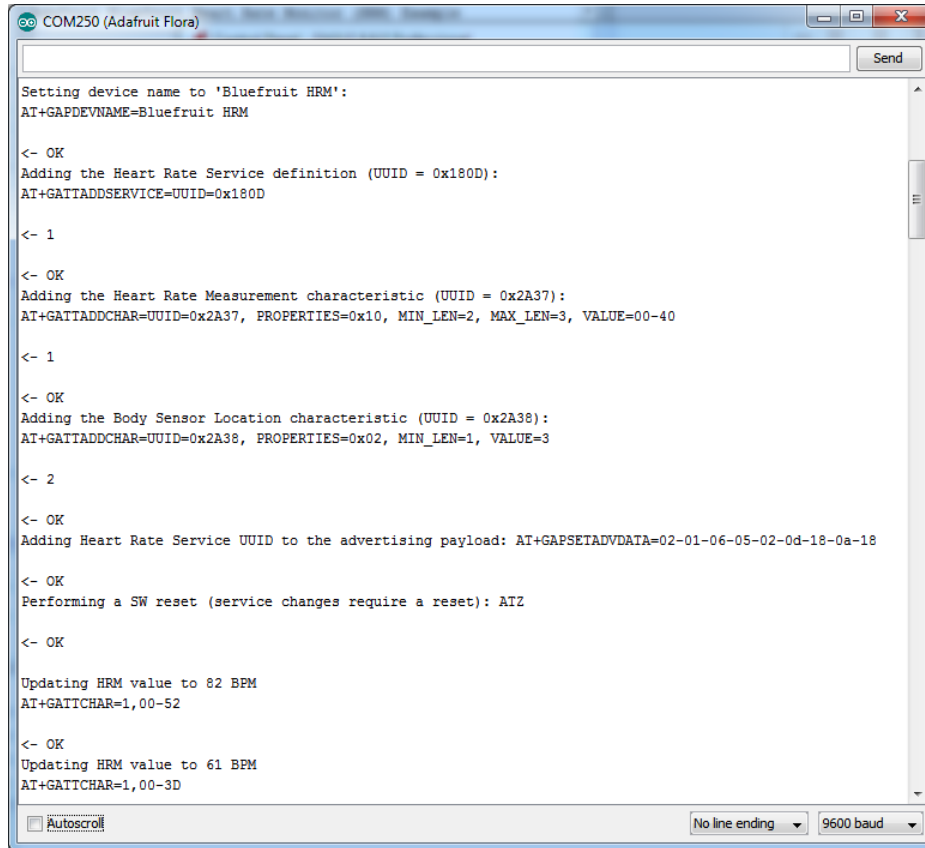 COM250 (Adafruit Flora)
Send
Setting device name to 'Bluefruit HRM':
AT+GAPDEVNAME=Bluefruit HRM
<- OK
Adding the Heart Rate Service definition (UUID = 0x180D):
AT+GATTADDSERVICE=UUID=0x180D
<- 1
<- OK
Adding the Heart Rate Measurement characteristic (UUID = 0x2A37):
AT+GATTADDCHAR=UUID=0x2A37, PROPERTIES=0x10, MIN_LEN=2, MAX_LEN=3, VALUE=00-40
<- 1
<- OK
Adding the Body Sensor Location characteristic (UUID = 0x2A38):
AT+GATTADDCHAR=UUID=0x2A38, PROPERTIES=0x02, MIN_LEN=1, VALUE=3
<- 2
<- OK
Adding Heart Rate Service UUID to the advertising payload: AT+GAPSETADVDATA=02-01-06-05-02-0d-18-0a-18
<- OK
Performing a SW reset (service changes require a reset): ATZ
<- OK
Updating HRM value to 82 BPM
AT+GATTCHAR=1,00-52
<- OK
Updating HRM value to 61 BPM
AT+GATTCHAR=1,00-3D
Autoscroll
No line ending
9600 baud